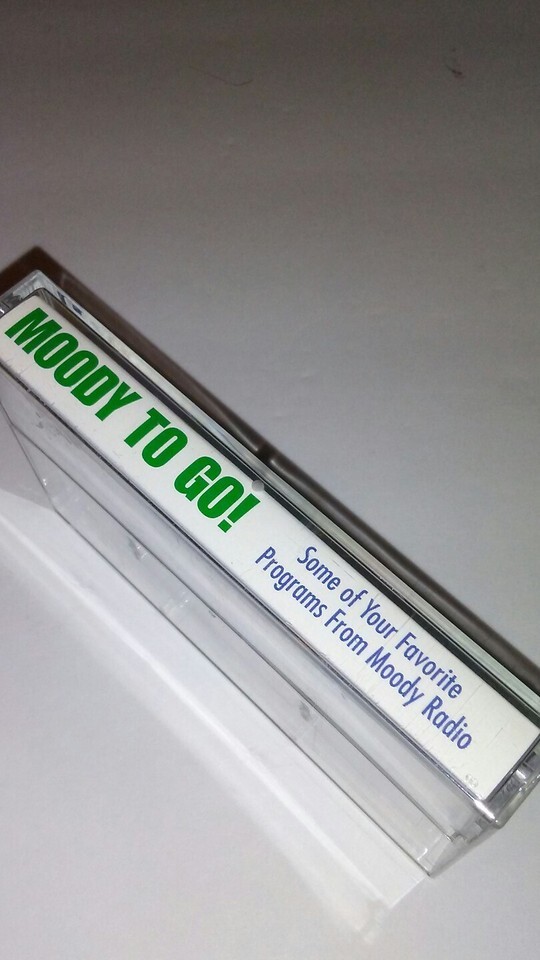 MOODY TO GO!
Some of Your Favorite
Programs From Moody Radio